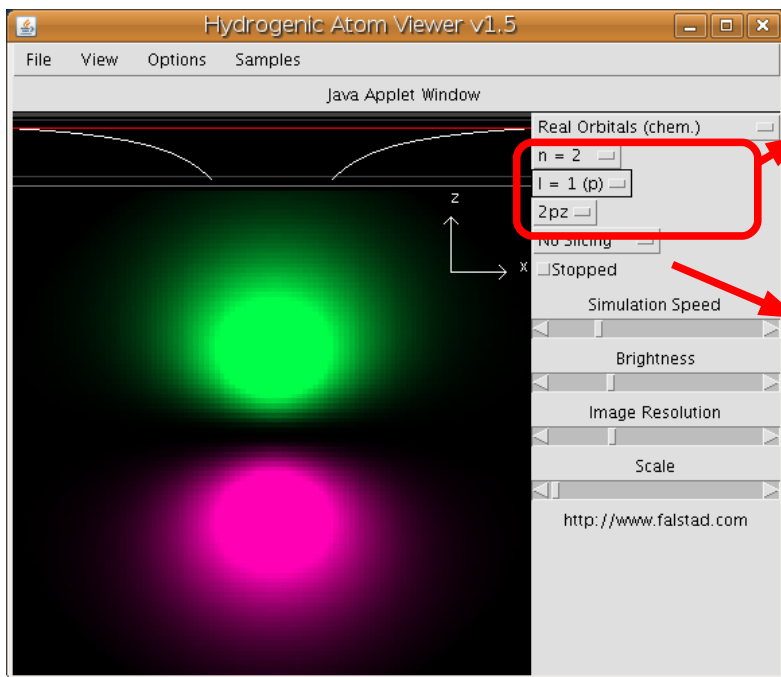 Hydrogenic Atom Viewer v1.5
File View Options Samples
Java Applet Window
Real Orbitals (chem.)
n = 2
l = 1 (p)
2pz
No Slicing
z
x
Stopped
Simulation Speed
Brightness
Image Resolution
Scale
http://www.falstad.com